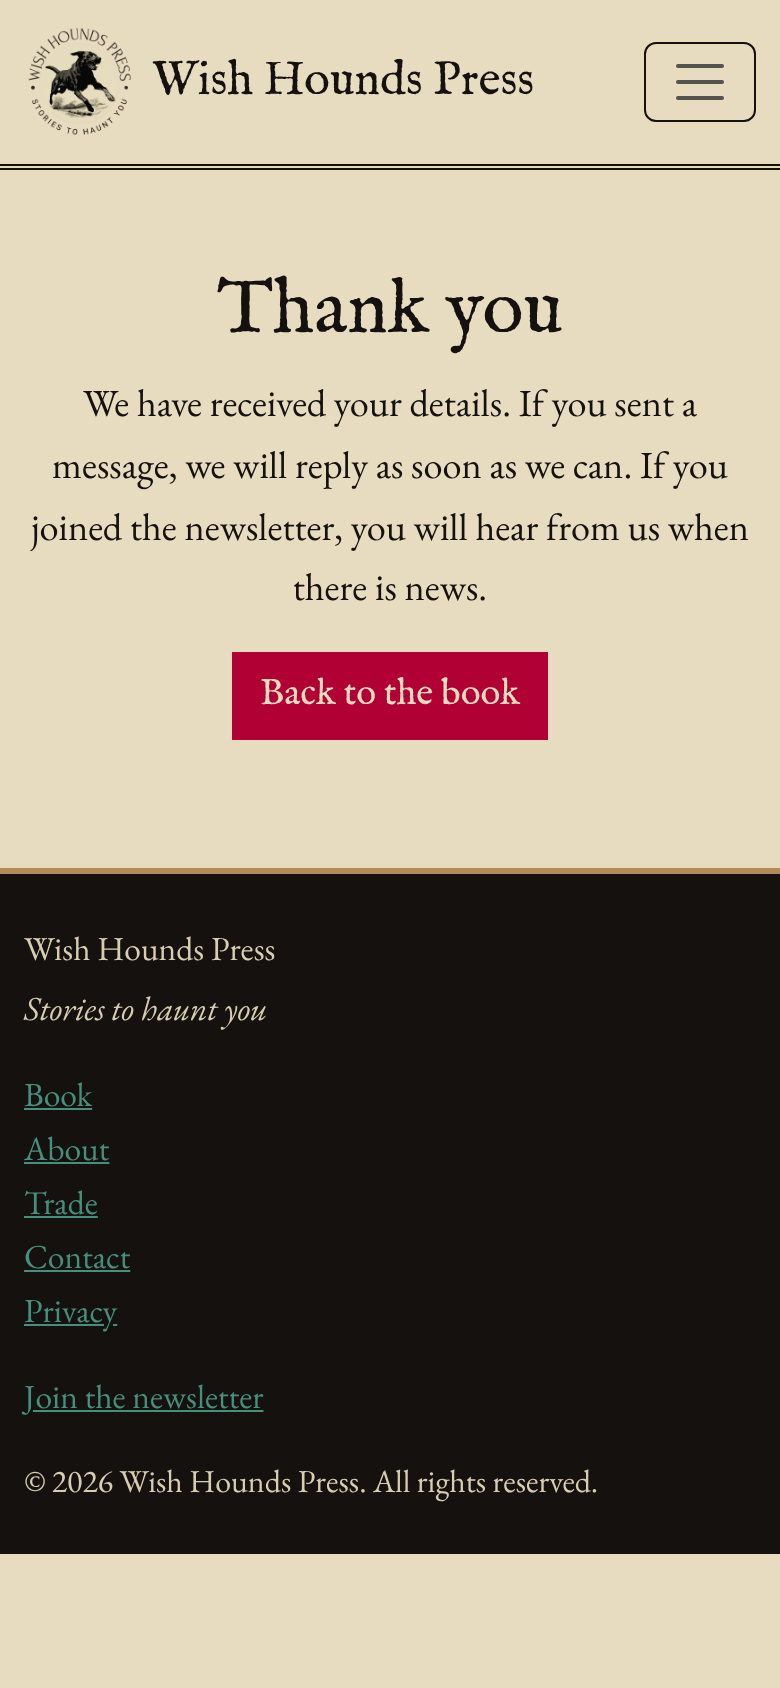 WISH HOUNDS PRESS
STORIES TO HAUNT YOU
Wish Hounds Press
Thank you
We have received your details. If you sent a
message, we will reply as soon as we can. If you
joined the newsletter, you will hear from us when
there is news.
Back to the book
Wish Hounds Press
Stories to haunt you
Book
About
Trade
Contact
Privacy
Join the newsletter
© 2026 Wish Hounds Press. All rights reserved.